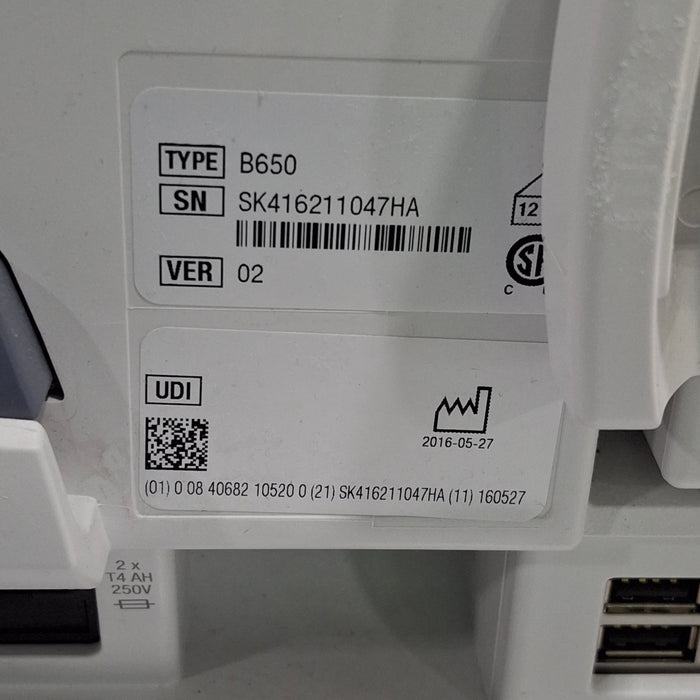 TYPE B650
SN SK416211047HA
12
VER 02
C
UDI
2016-05-27
(01) 0 08 40682 10520 0 (21) SK416211047HA (11) 160527
2 x
T4 AH
250V